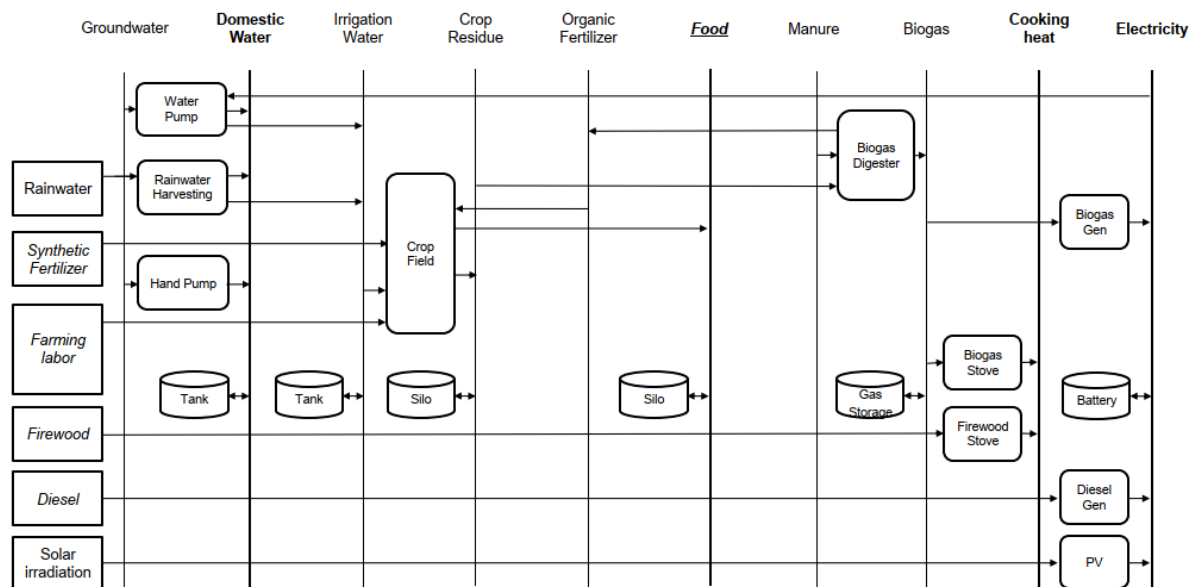 Groundwater
Domestic
Water
Irrigation
Water
Crop
Residue
Organic
Fertilizer
Food
Manure
Biogas
Cooking
heat
Electricity
Water
Pump
Biogas
Digester
Rainwater
Rainwater
Harvesting
Biogas
Gen
Synthetic
Fertilizer
Crop
Field
Hand Pump
Farming
labor
Biogas
Stove
Tank
Tank
Silo
Silo
Gas
Storage
Battery
Firewood
Firewood
Stove
Diesel
Diesel
Gen
Solar
irradiation
PV